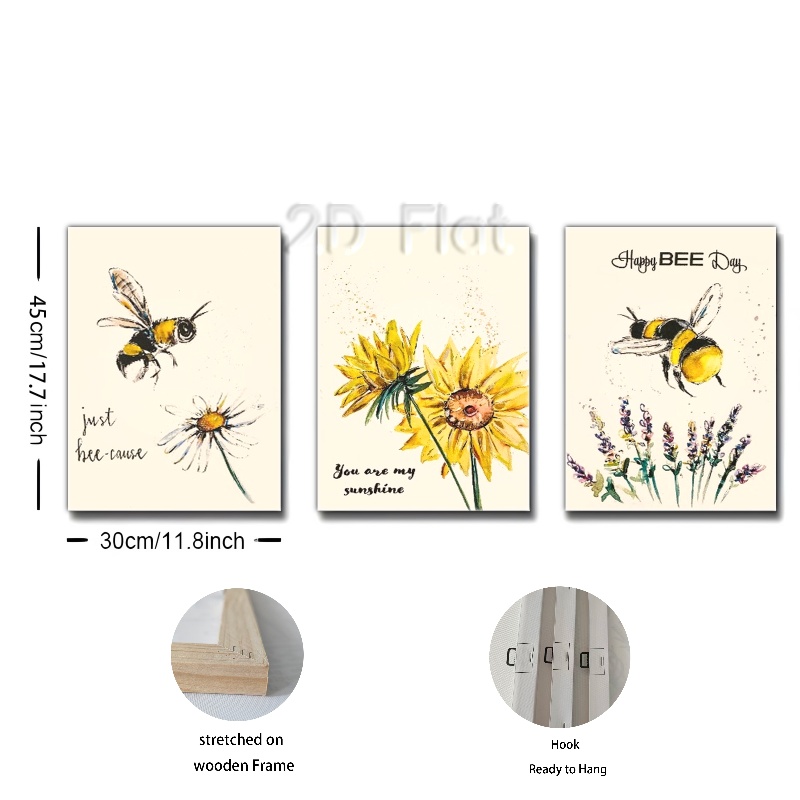 2D Flat
Happy BEE Day
45cm/17.7inch
just
bee-cause
You are my
sunshine
30cm/11.8inch
stretched on
wooden Frame
Hook
Ready to Hang